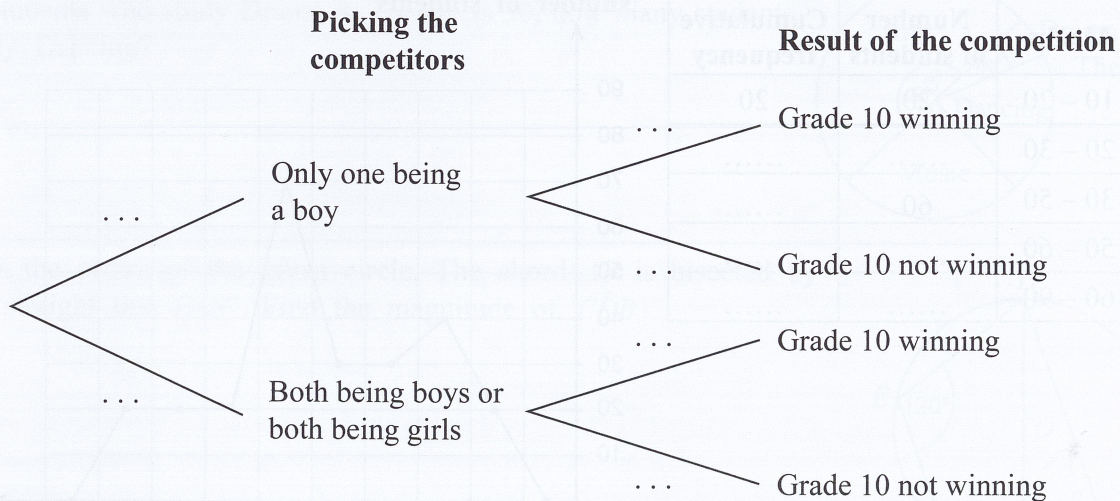 Picking the
competitors
Result of the competition
. . .
Only one being
a boy
. . .
Grade 10 winning
. . .
Grade 10 not winning
. . .
Both being boys or
both being girls
. . .
Grade 10 winning
. . .
Grade 10 not winning